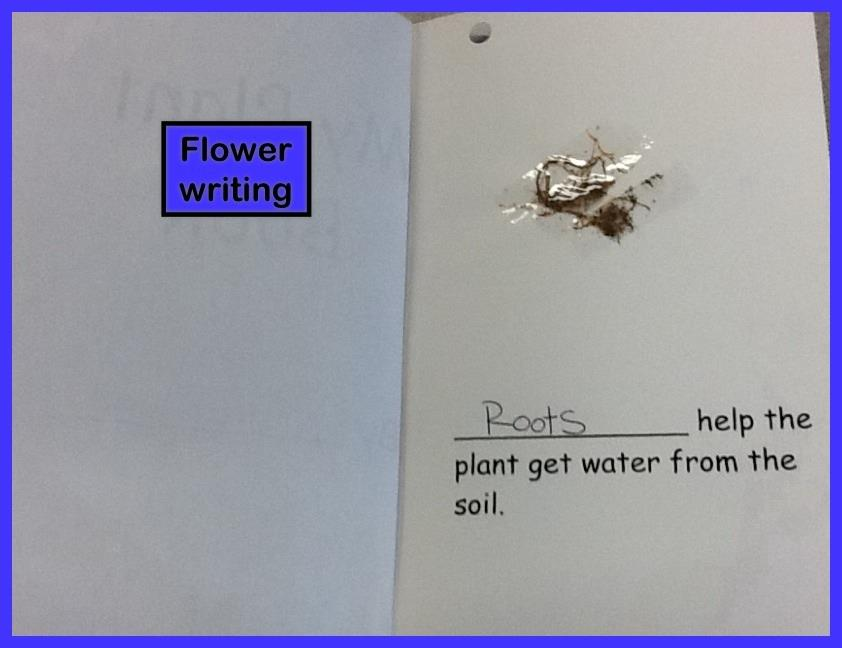 Flower
writing
Roots help the
plant get water from the
soil.